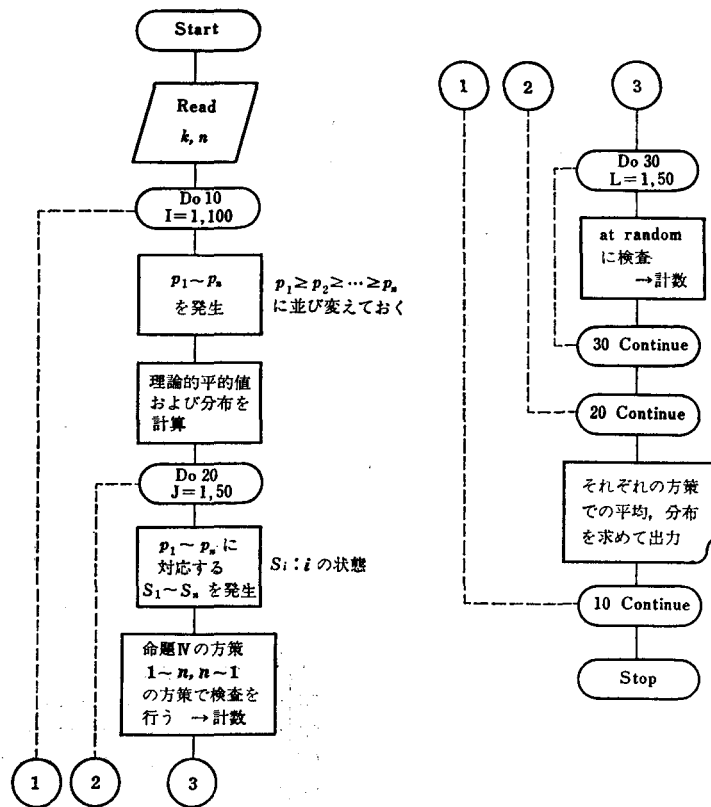 Start
Read
k, n
Do 10
I=1,100
p₁～pₙ
を発生
p₁≥p₂≥…≥pₙ
に並び変えておく
理論的平的値
および分布を
計算
Do 20
J=1,50
p₁～pₙ に
対応する
S₁～Sₙ を発生
Sᵢ：i の状態
命題Ⅳの方策
1～n, n～1
の方策で検査を
行う →計数
1
2
3
1
2
3
Do 30
L=1,50
at random
に検査
→計数
30 Continue
20 Continue
それぞれの方策
での平均，分布
を求めて出力
10 Continue
Stop